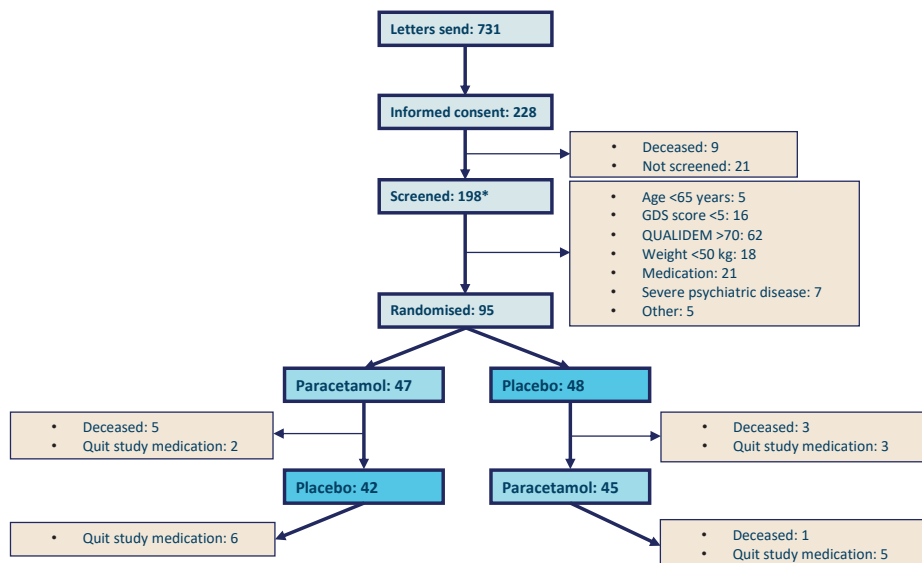 Letters send: 731
Informed consent: 228
• Deceased: 9
• Not screened: 21
Screened: 198*
• Age <65 years: 5
• GDS score <5: 16
• QUALIDEM >70: 62
• Weight <50 kg: 18
• Medication: 21
• Severe psychiatric disease: 7
• Other: 5
Randomised: 95
Paracetamol: 47
Placebo: 48
• Deceased: 5
• Quit study medication: 2
• Deceased: 3
• Quit study medication: 3
Placebo: 42
Paracetamol: 45
• Quit study medication: 6
• Deceased: 1
• Quit study medication: 5